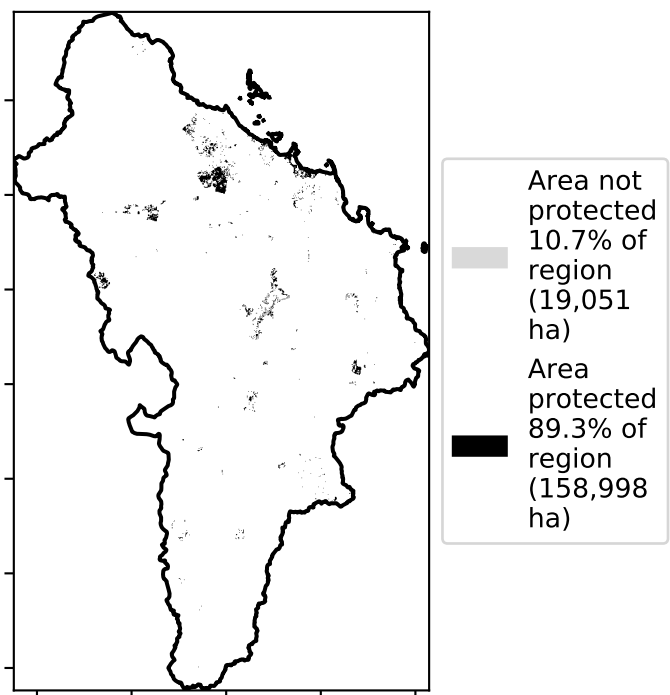 Area not
protected
10.7% of
region
(19,051
ha)
Area
protected
89.3% of
region
(158,998
ha)